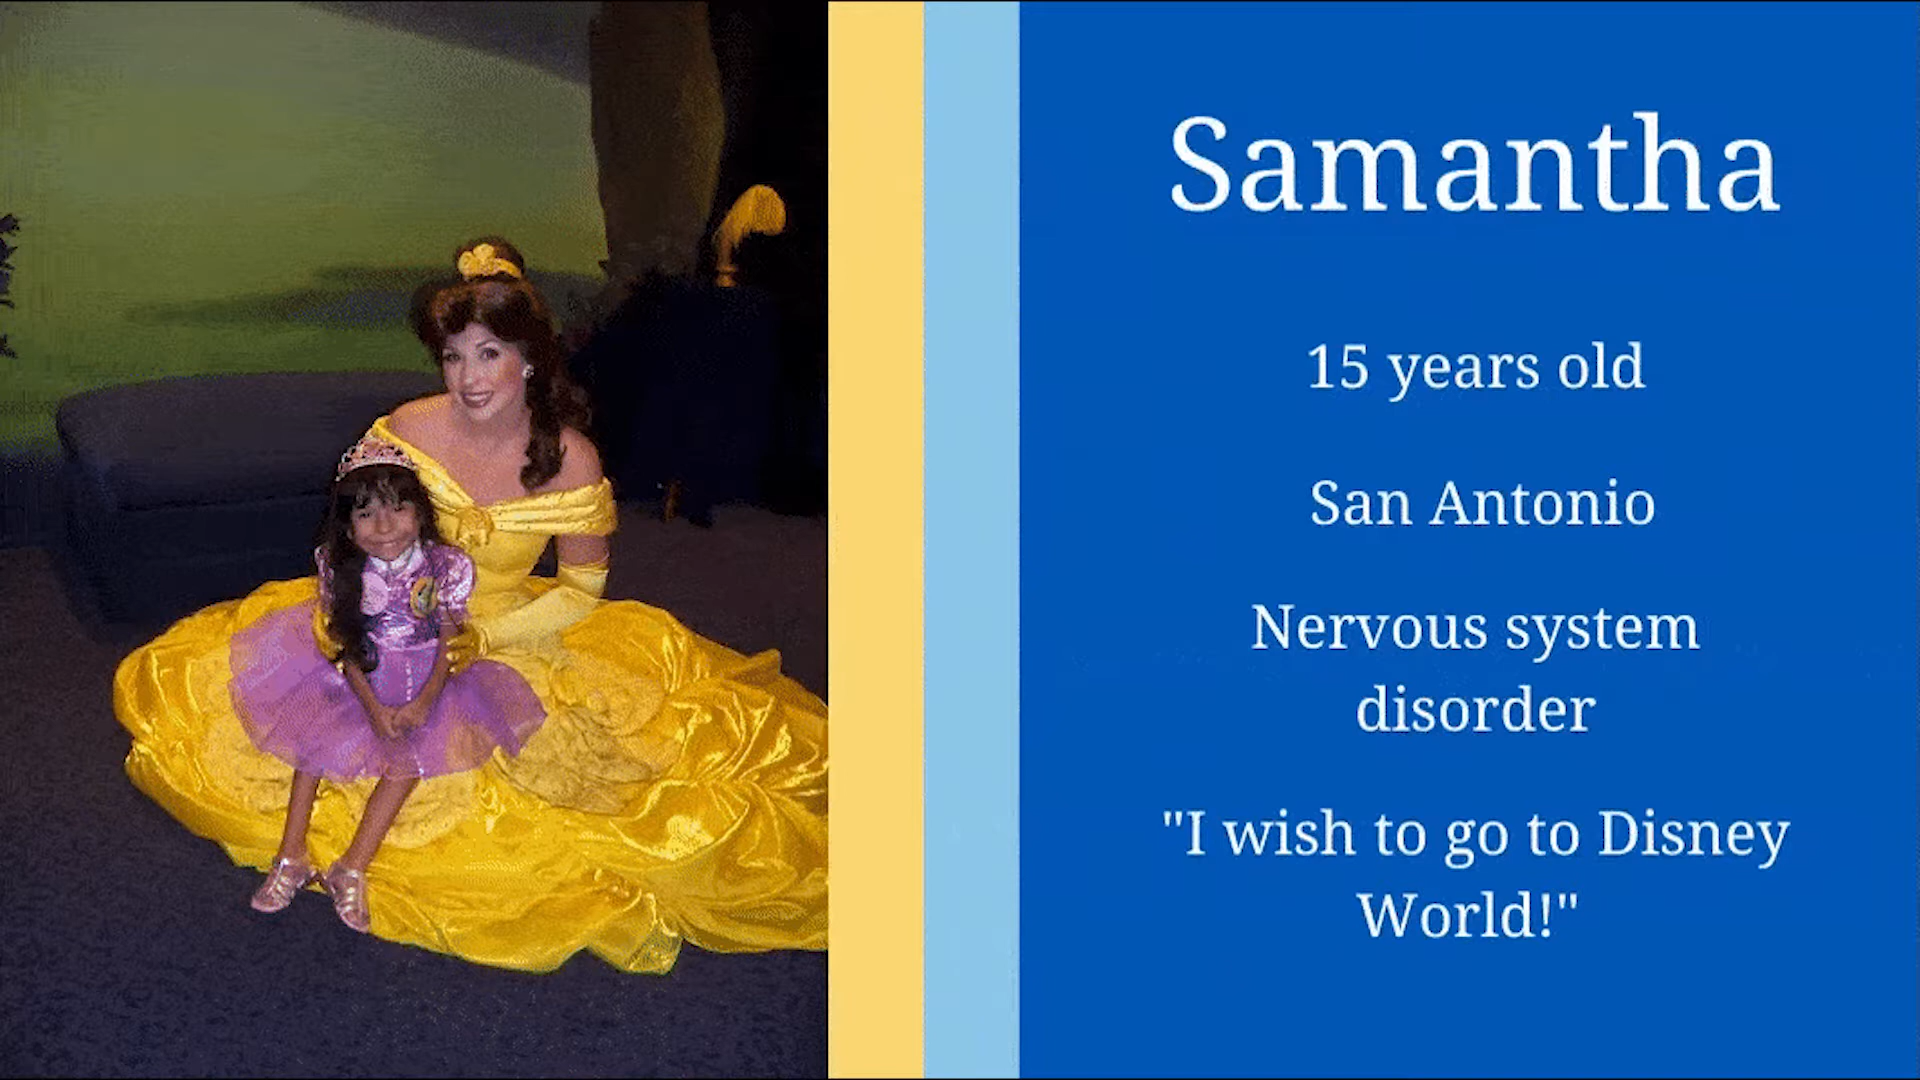 Samantha
15 years old
San Antonio
Nervous system
disorder
"I wish to go to Disney
World!"